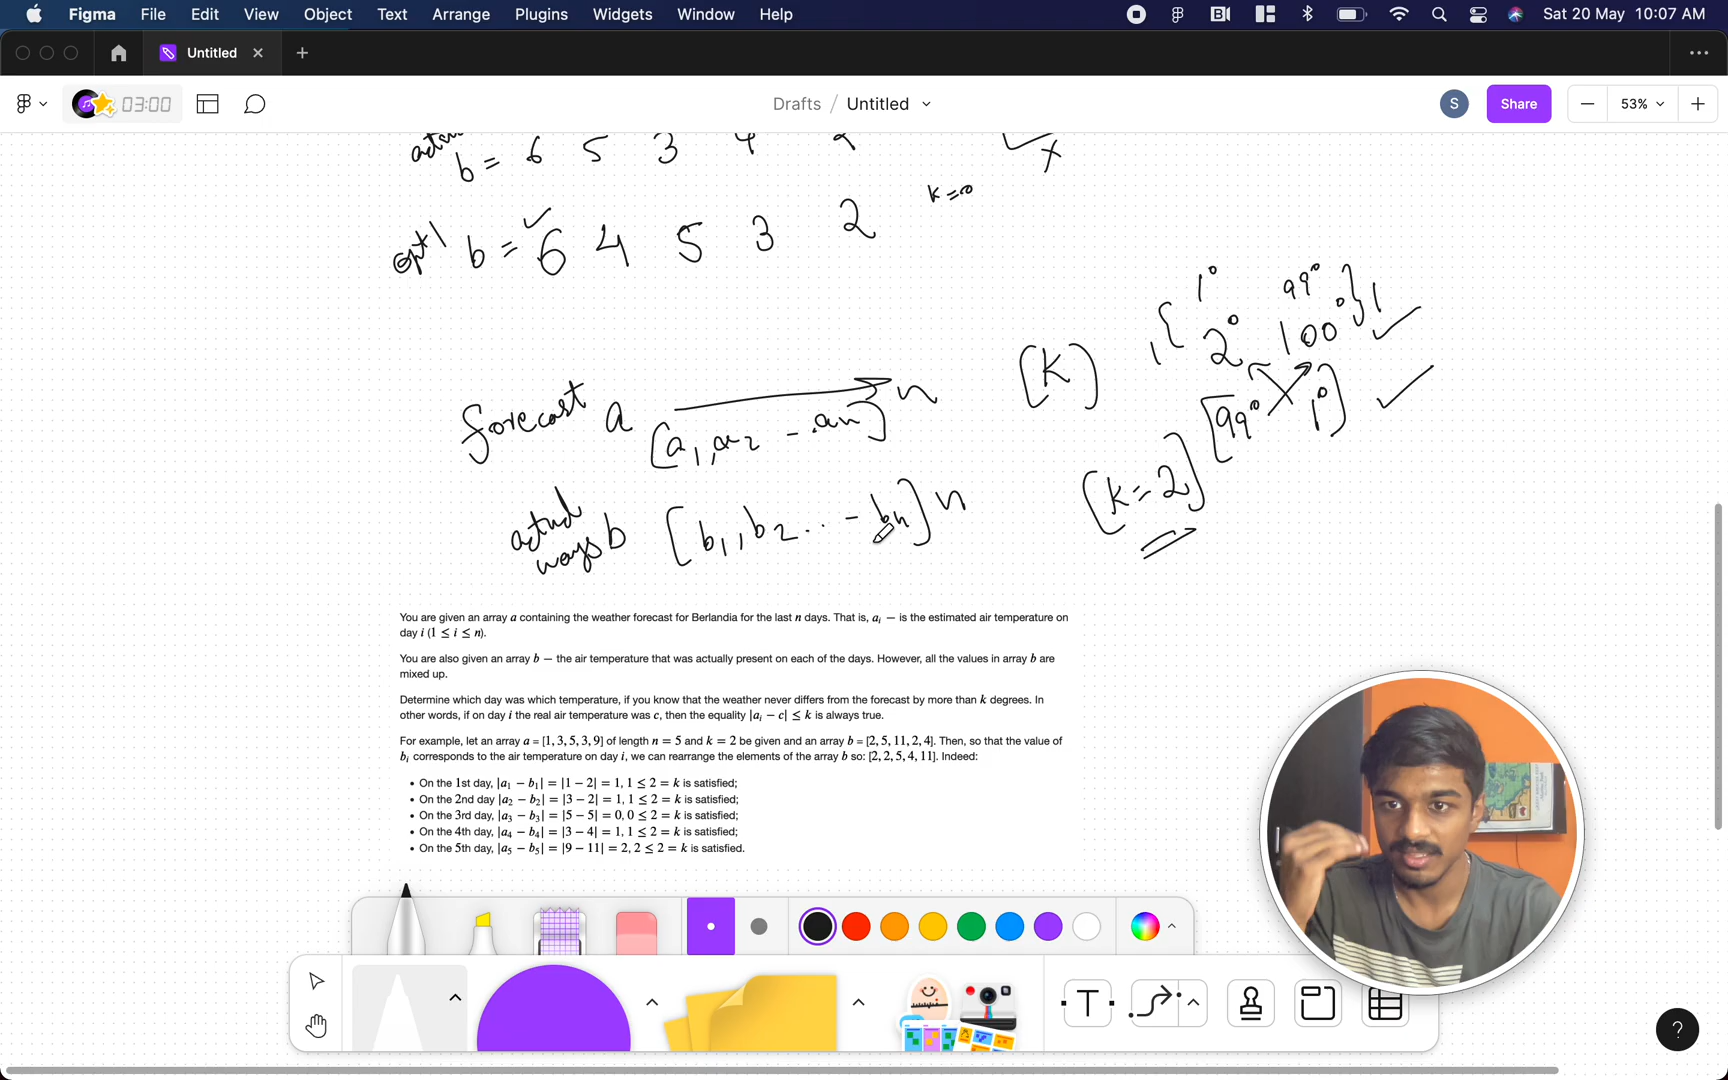 Figma File Edit View Object Text Arrange Plugins Widgets Window Help Sat 20 May 10:07 AM
Untitled
03:00 Drafts / Untitled S Share 53%
b = 6 5 3 4 2
k=0
opt1 b = 6 4 5 3 2
1° 99°
1 { 2° 100° } 1
[K]
forecast a [a1, a2 - .an] n
[99° 1°]
[k=2]
actual ways b [b1, b2 .. - bn] n
You are given an array a containing the weather forecast for Berlandia for the last n days. That is, aᵢ — is the estimated air temperature on
day i (1 ≤ i ≤ n).
You are also given an array b — the air temperature that was actually present on each of the days. However, all the values in array b are
mixed up.
Determine which day was which temperature, if you know that the weather never differs from the forecast by more than k degrees. In
other words, if on day i the real air temperature was c, then the equality |aᵢ − c| ≤ k is always true.
For example, let an array a = [1, 3, 5, 3, 9] of length n = 5 and k = 2 be given and an array b = [2, 5, 11, 2, 4]. Then, so that the value of
bᵢ corresponds to the air temperature on day i, we can rearrange the elements of the array b so: [2, 2, 5, 4, 11]. Indeed:
• On the 1st day, |a₁ − b₁| = |1 − 2| = 1, 1 ≤ 2 = k is satisfied;
• On the 2nd day |a₂ − b₂| = |3 − 2| = 1, 1 ≤ 2 = k is satisfied;
• On the 3rd day, |a₃ − b₃| = |5 − 5| = 0, 0 ≤ 2 = k is satisfied;
• On the 4th day, |a₄ − b₄| = |3 − 4| = 1, 1 ≤ 2 = k is satisfied;
• On the 5th day, |a₅ − b₅| = |9 − 11| = 2, 2 ≤ 2 = k is satisfied.
T
?